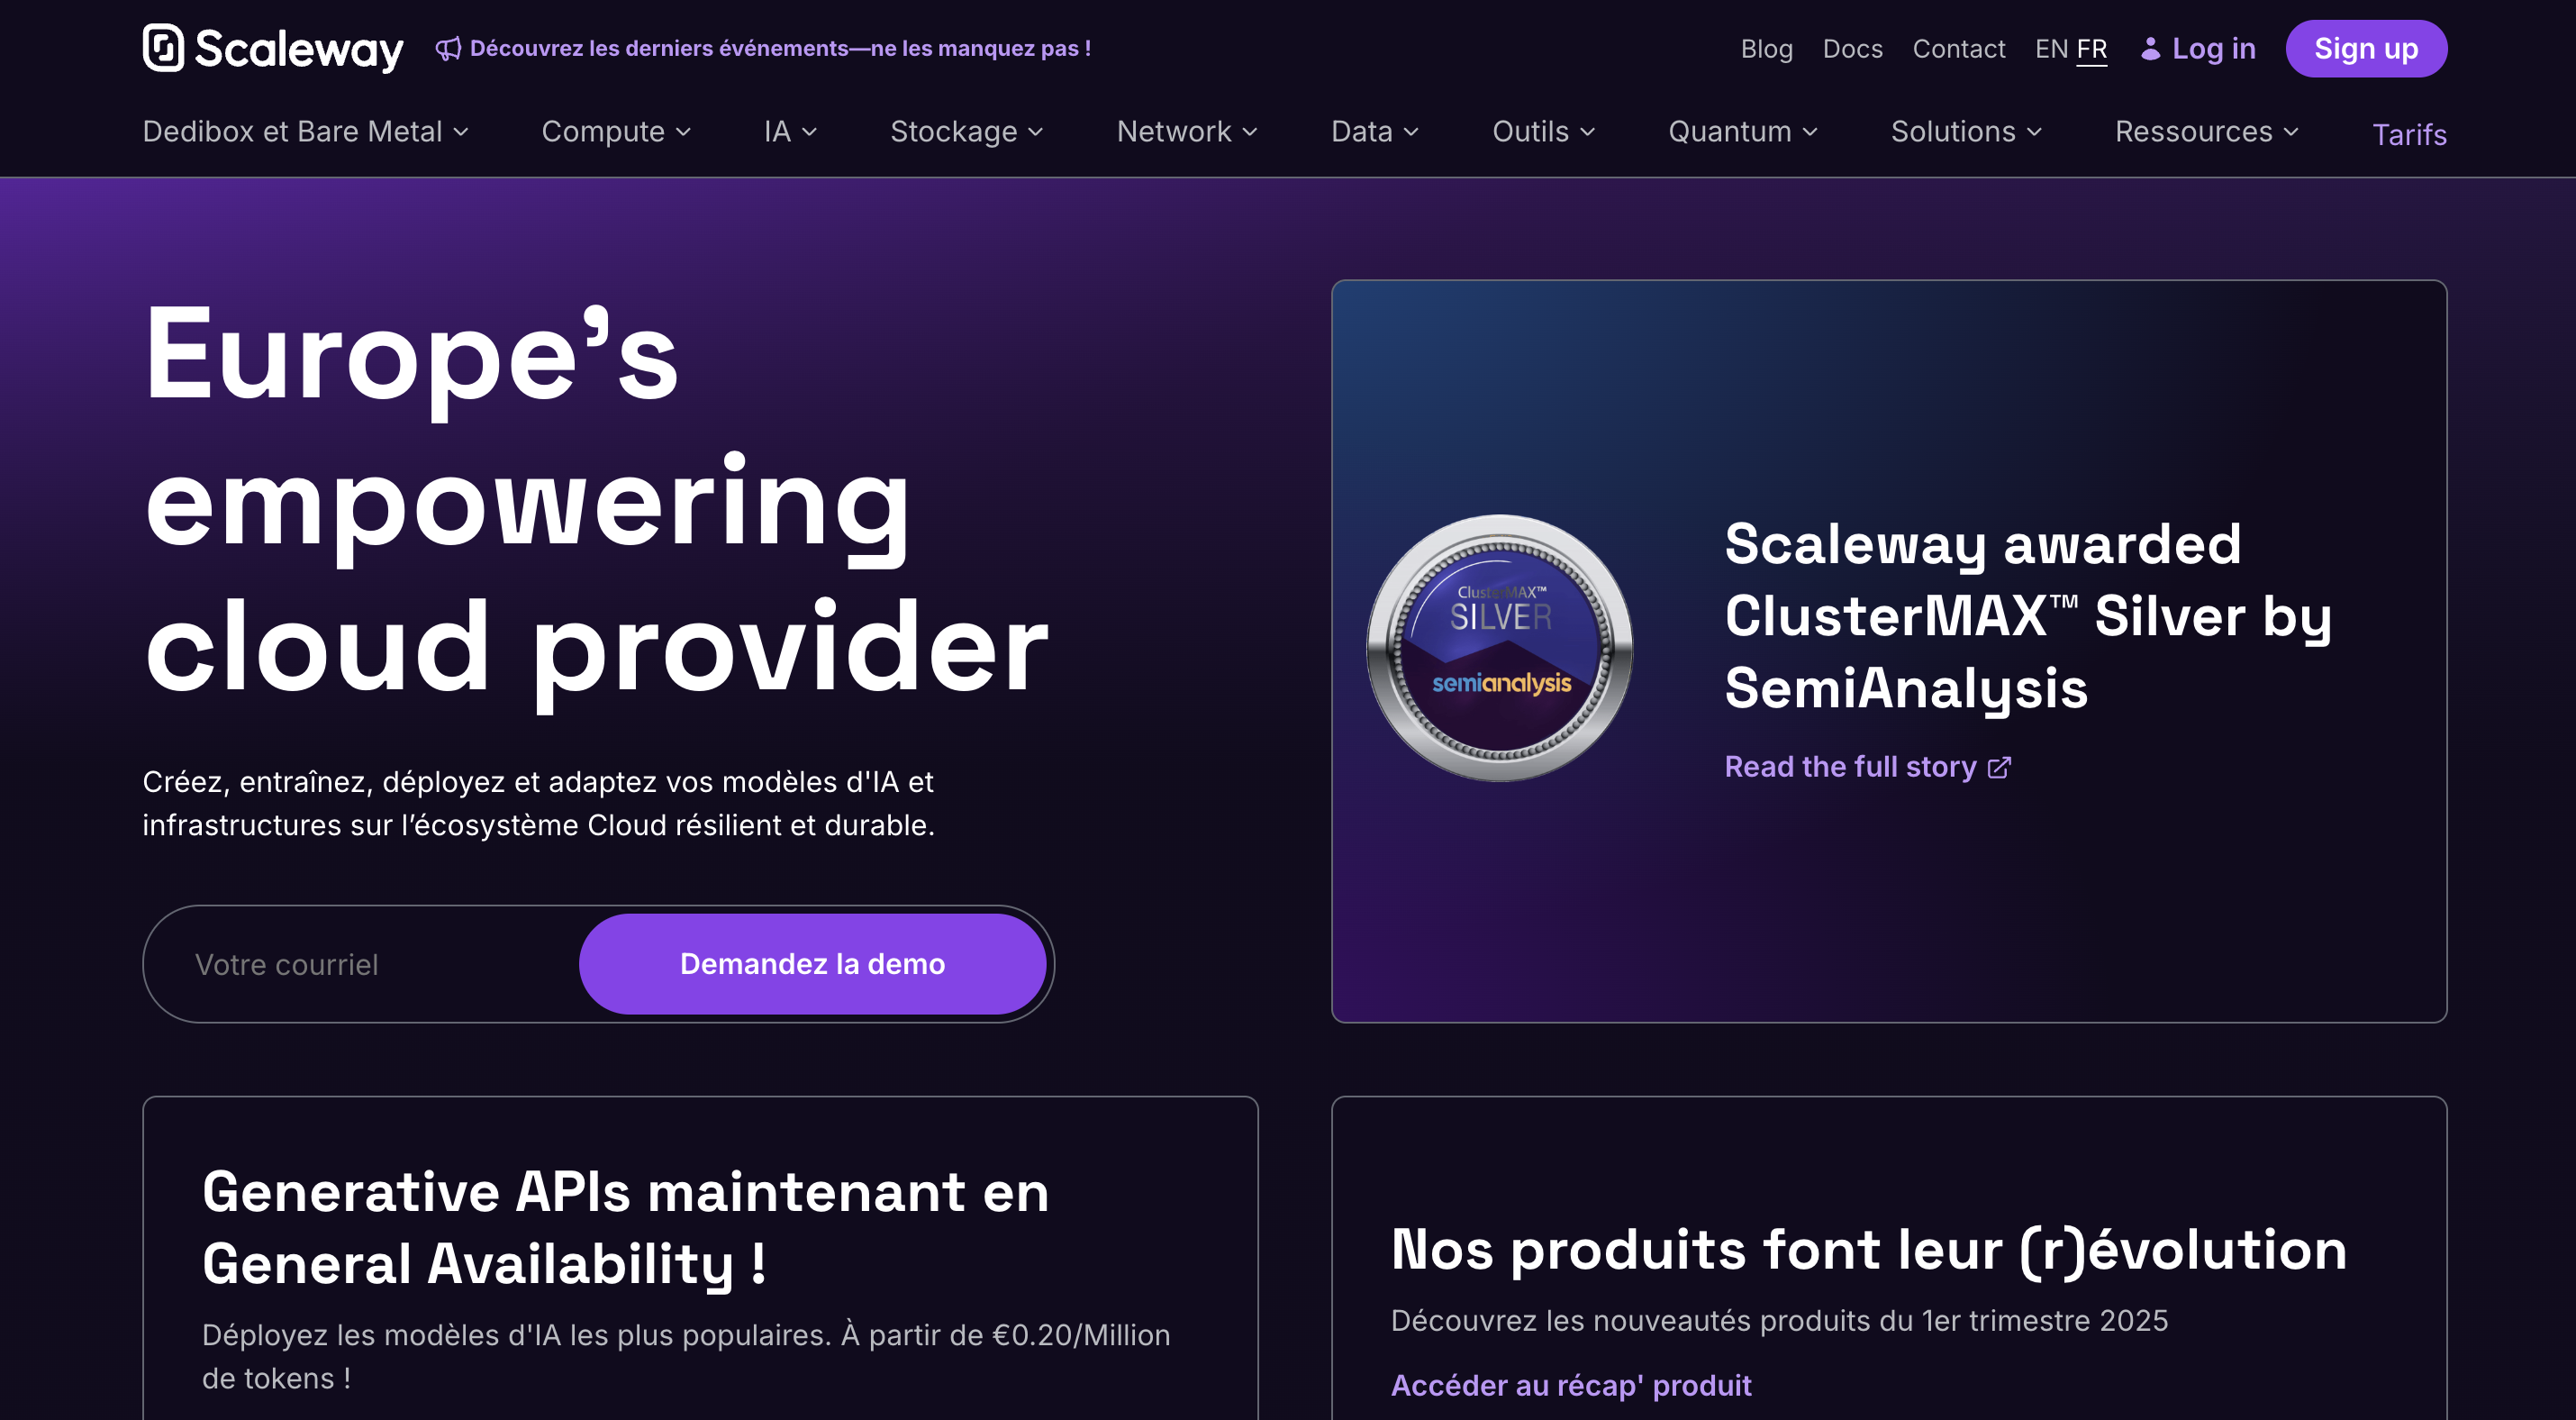 Scaleway
Découvrez les derniers événements—ne les manquez pas !
Blog
Docs
Contact
EN FR
Log in
Sign up
Dedibox et Bare Metal
Compute
IA
Stockage
Network
Data
Outils
Quantum
Solutions
Ressources
Tarifs
Europe’s
empowering
cloud provider
Créez, entraînez, déployez et adaptez vos modèles d'IA et
infrastructures sur l’écosystème Cloud résilient et durable.
Votre courriel
Demandez la demo
ClusterMAX™
SILVER
semianalysis
Scaleway awarded
ClusterMAX™ Silver by
SemiAnalysis
Read the full story
Generative APIs maintenant en
General Availability !
Déployez les modèles d'IA les plus populaires. À partir de €0.20/Million
de tokens !
Nos produits font leur (r)évolution
Découvrez les nouveautés produits du 1er trimestre 2025
Accéder au récap' produit